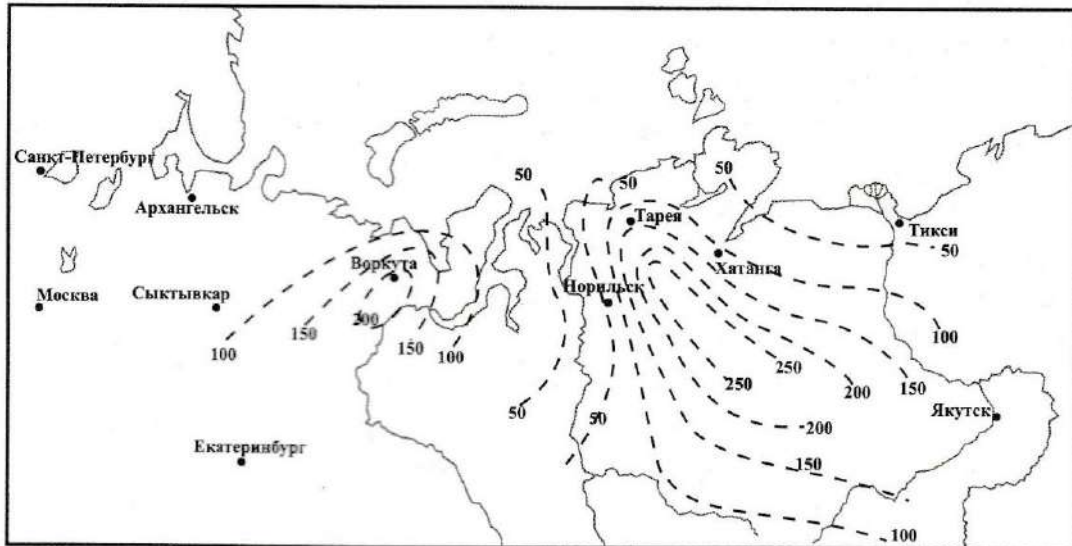 Санкт-Петербург
50
50
50
Архангельск
Тарея
Тикси
50
Воркута
Хатанга
Москва
Сыктывкар
Норильск
100
150
200
150
100
100
250
250
200
150
50
50
Якутск
200
Екатеринбург
150
100